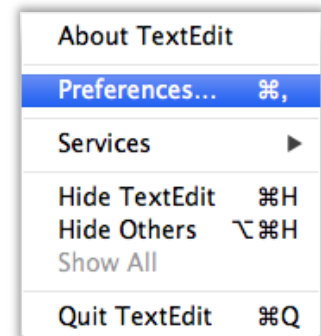 About TextEdit
Preferences... ⌘,
Services ▶
Hide TextEdit ⌘H
Hide Others ⌥⌘H
Show All
Quit TextEdit ⌘Q